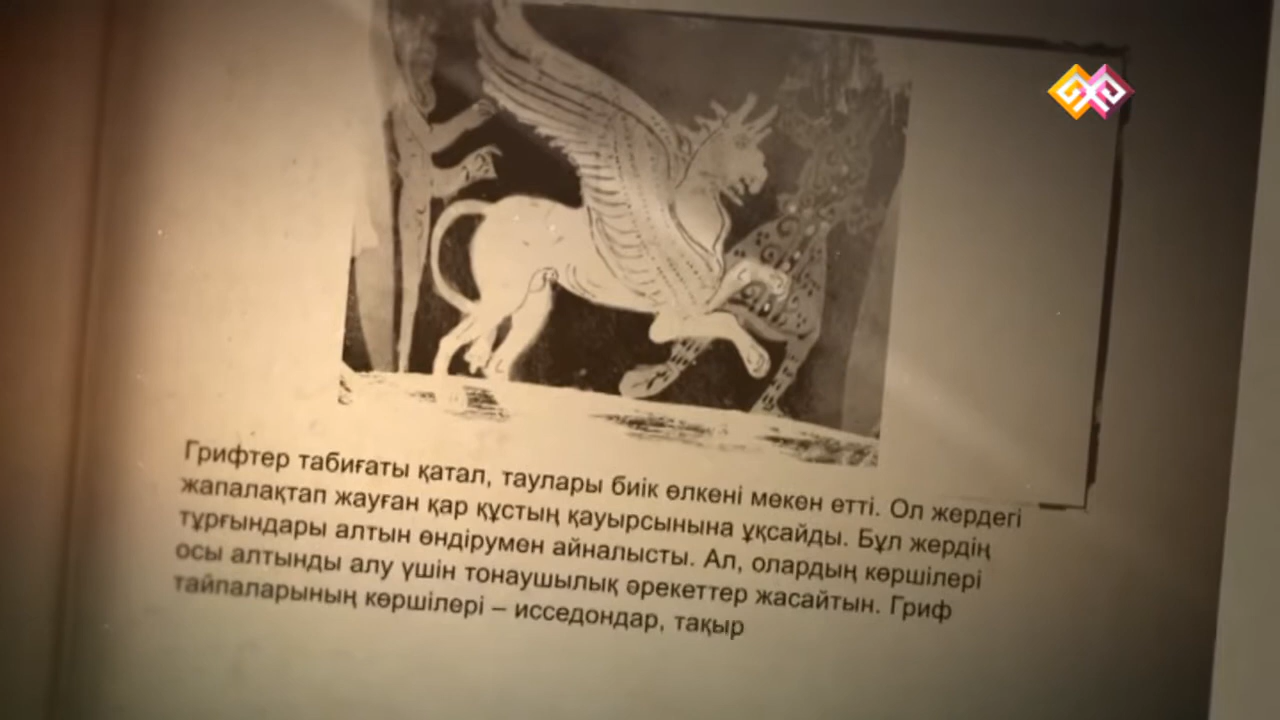 Грифтер табиғаты қатал, таулары биік өлкені мекен етті. Ол жердегі
жапалақтап жауған қар құстың қауырсынына ұқсайды. Бұл жердің
тұрғындары алтын өндірумен айналысты. Ал, олардың көршілері
осы алтынды алу үшін тонаушылық әрекеттер жасайтын. Гриф
тайпаларының көршілері – исседондар, тақыр